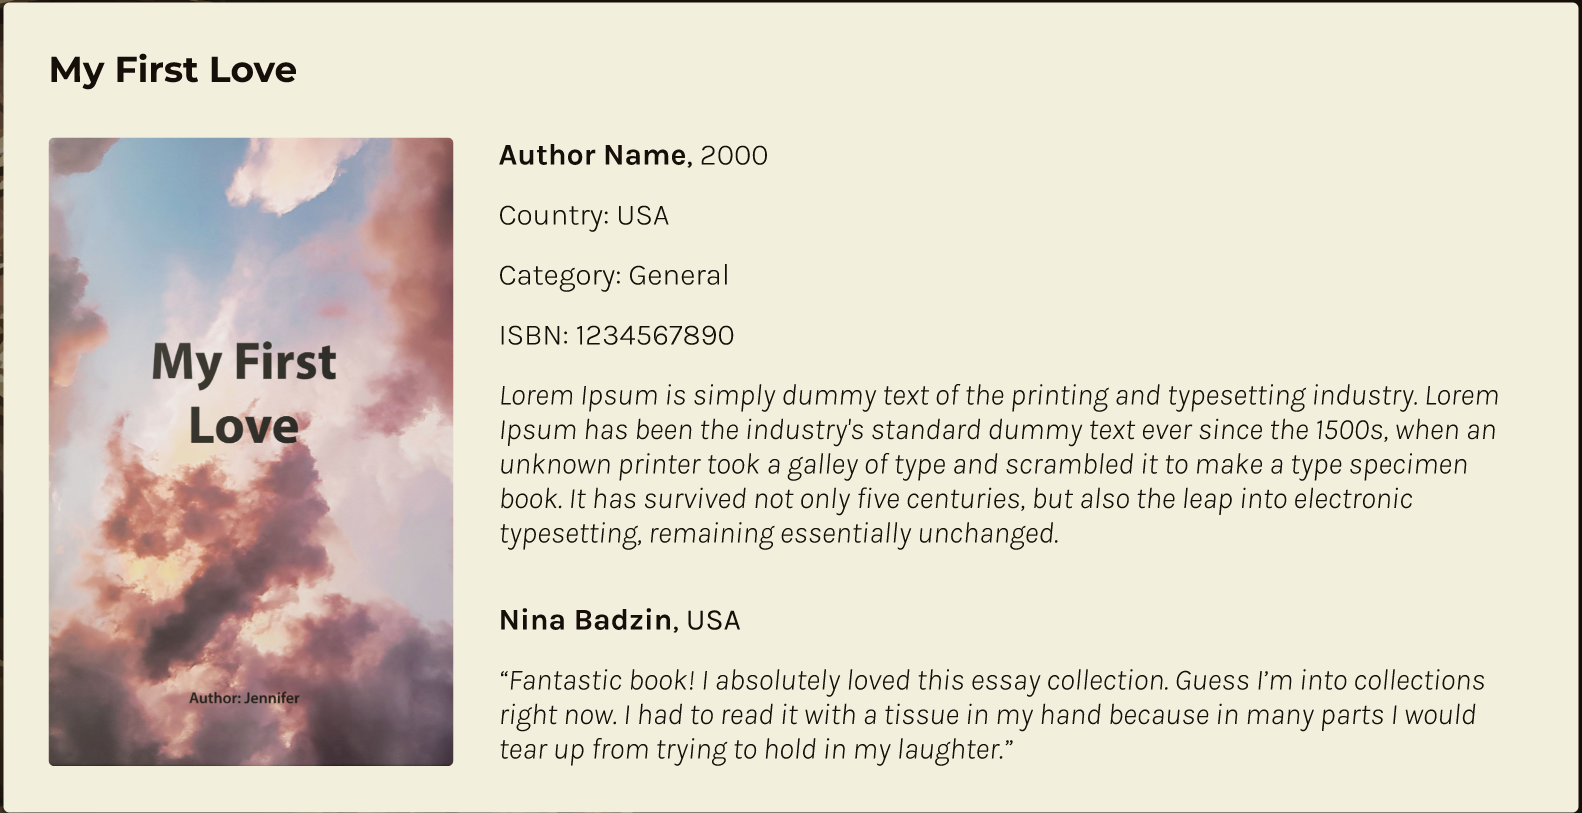 My First Love
My First
Love
Author: Jennifer
Author Name, 2000
Country: USA
Category: General
ISBN: 1234567890
Lorem Ipsum is simply dummy text of the printing and typesetting industry. Lorem
Ipsum has been the industry's standard dummy text ever since the 1500s, when an
unknown printer took a galley of type and scrambled it to make a type specimen
book. It has survived not only five centuries, but also the leap into electronic
typesetting, remaining essentially unchanged.
Nina Badzin, USA
“Fantastic book! I absolutely loved this essay collection. Guess I’m into collections
right now. I had to read it with a tissue in my hand because in many parts I would
tear up from trying to hold in my laughter.”